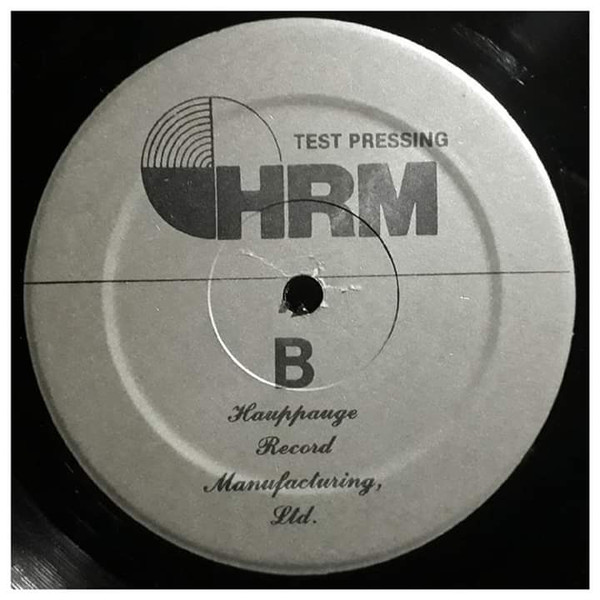 TEST PRESSING
HRM
B
Hauppauge
Record
Manufacturing,
Ltd.